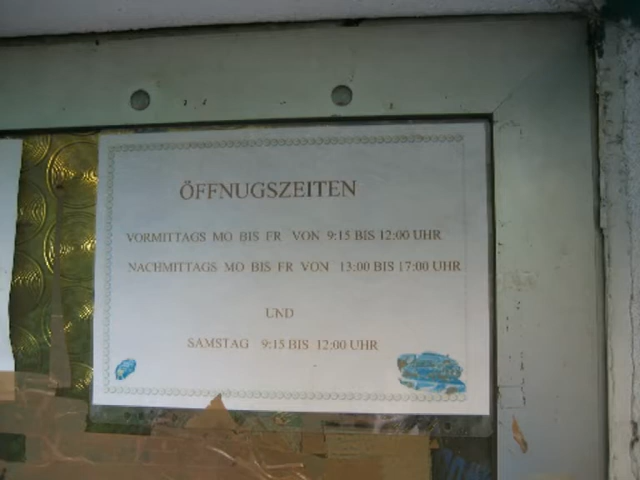 ÖFFNUGSZEITEN
VORMITTAGS MO BIS FR VON 9:15 BIS 12:00 UHR
NACHMITTAGS MO BIS FR VON 13:00 BIS 17:00 UHR
UND
SAMSTAG 9:15 BIS 12:00 UHR